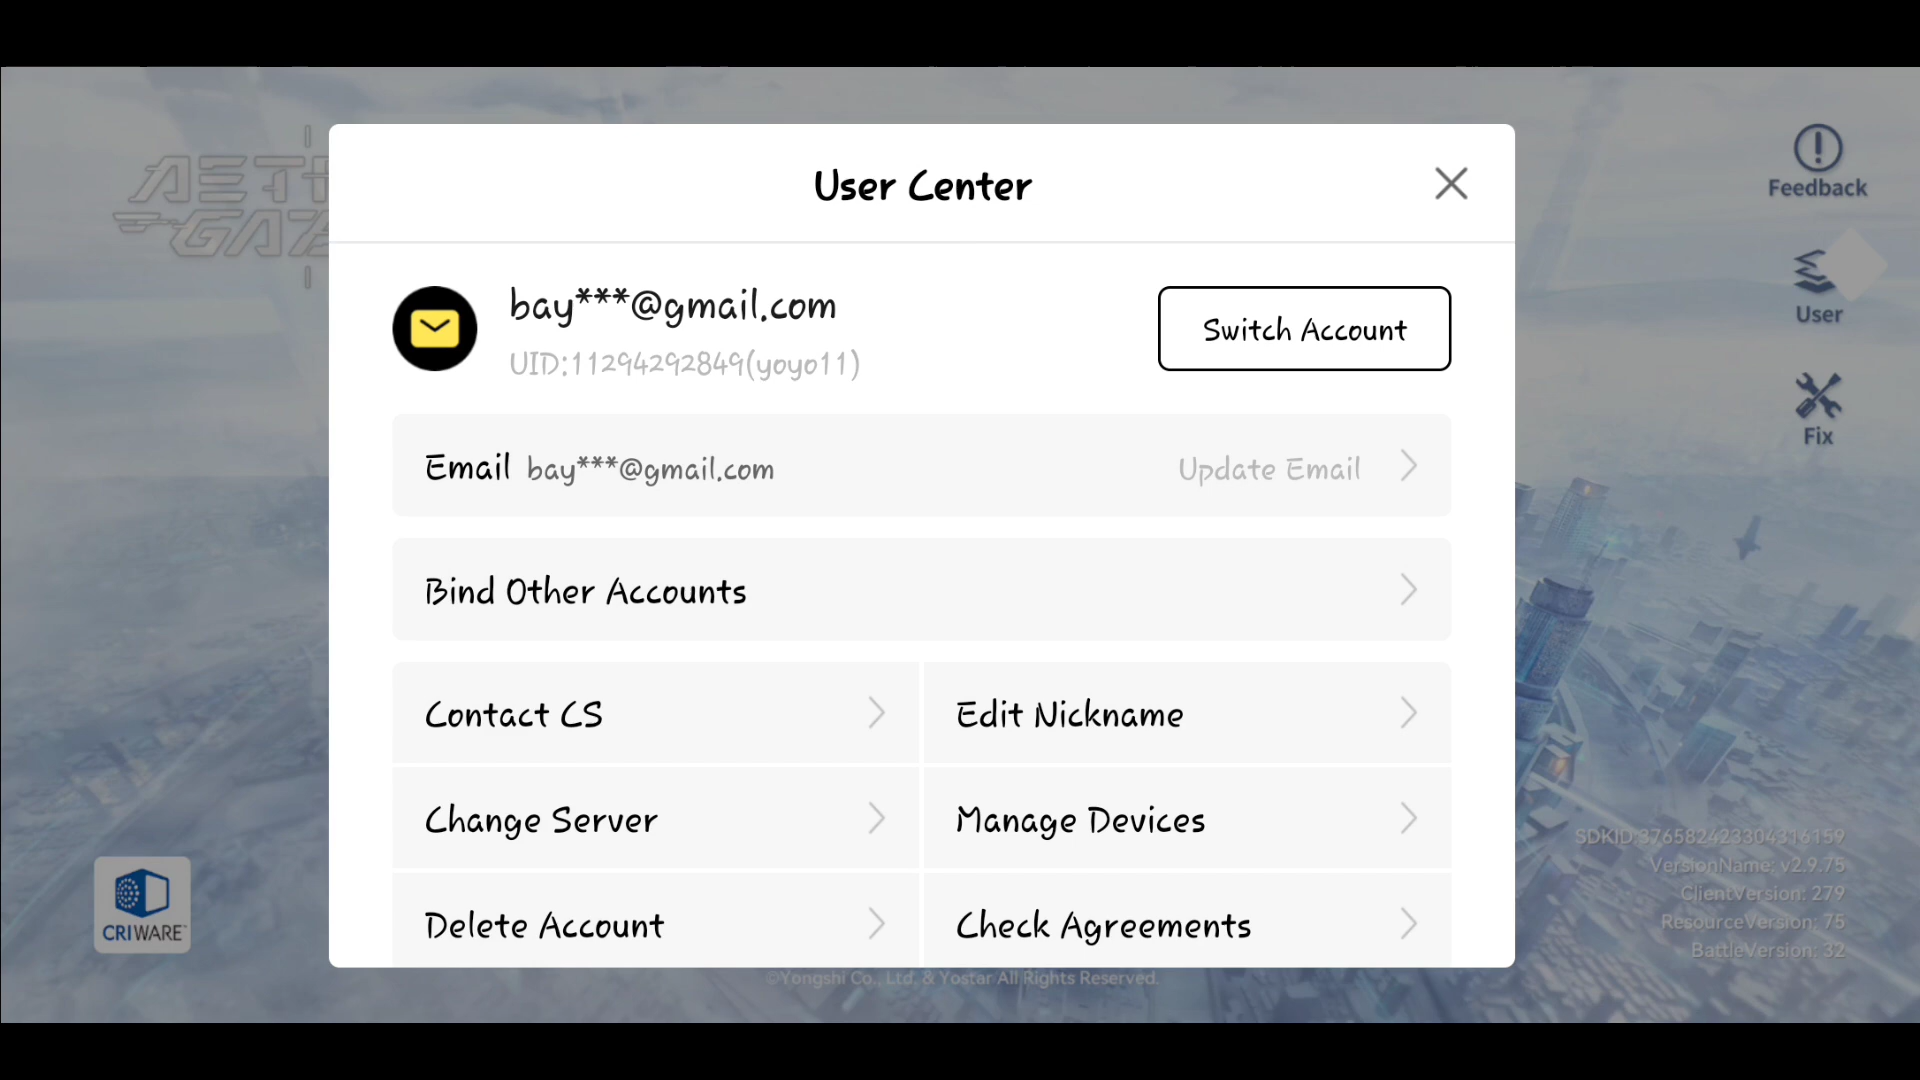 User Center
bay***@gmail.com
UID:11294292849(yoyo11)
Switch Account
Email bay***@gmail.com
Update Email
Bind Other Accounts
Contact CS
Edit Nickname
Change Server
Manage Devices
Delete Account
Check Agreements
Feedback
User
Fix
SDKID:376582423304316159
VersionName: v2.9.75
ClientVersion: 279
ResourceVersion: 75
BattleVersion: 32
CRIWARE
©Yongshi Co., Ltd. & Yostar All Rights Reserved.